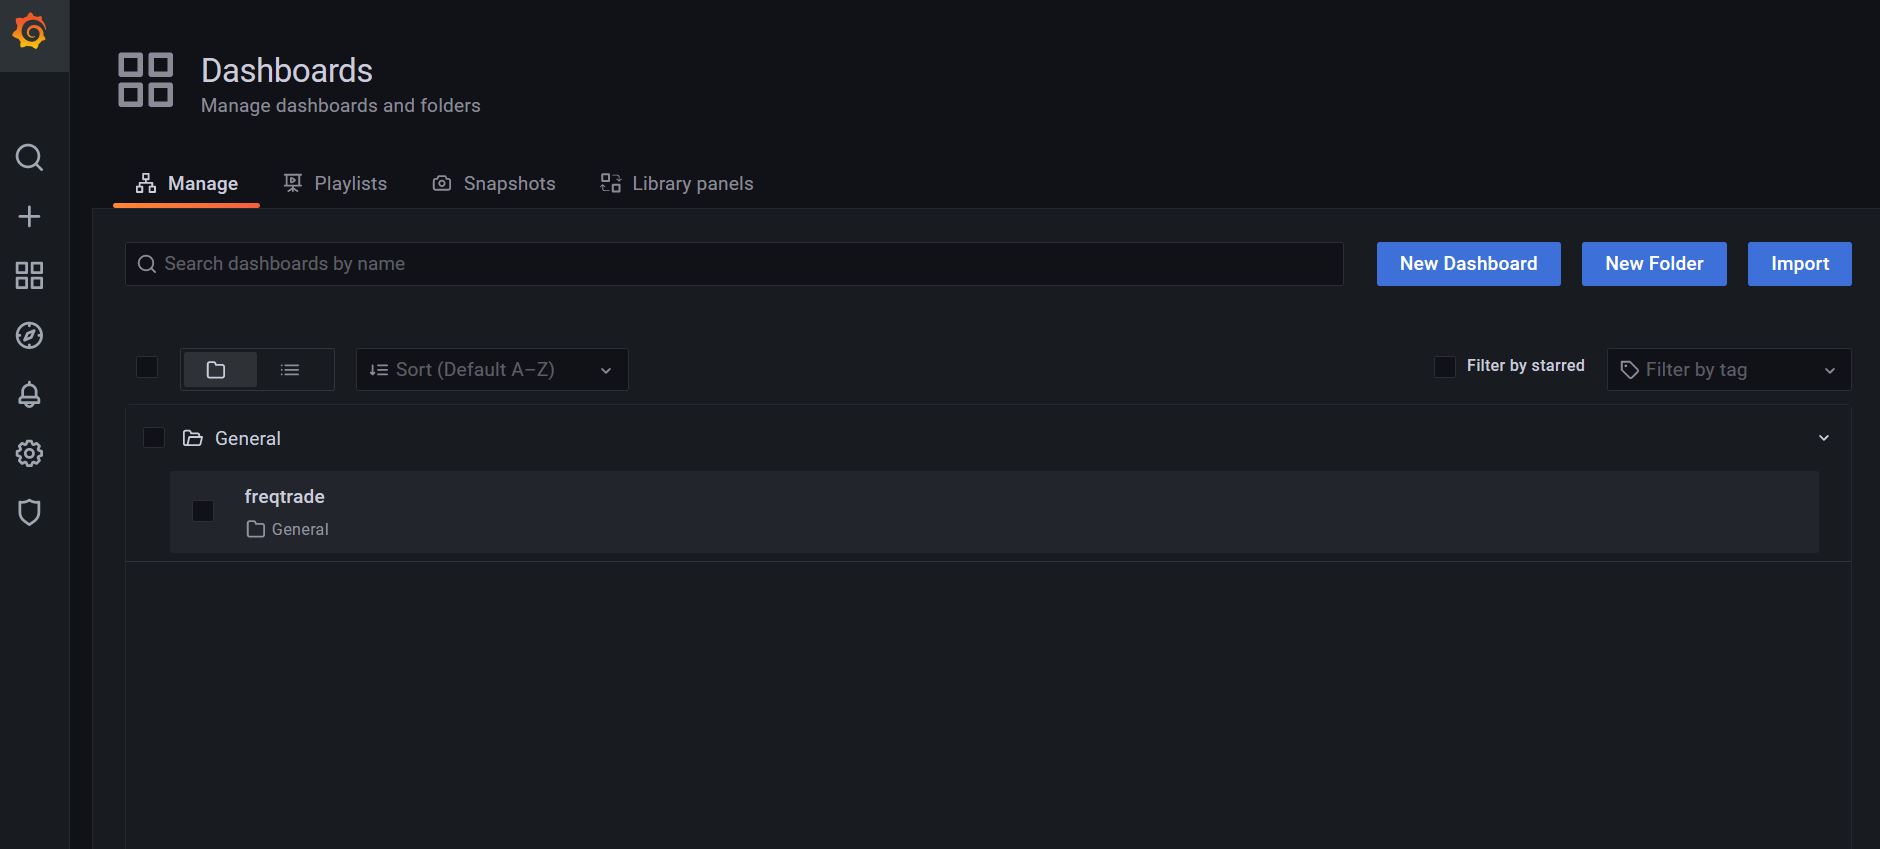 Dashboards
Manage dashboards and folders
Manage Playlists Snapshots Library panels
Search dashboards by name New Dashboard New Folder Import
Sort (Default A–Z) Filter by starred Filter by tag
General
freqtrade
General